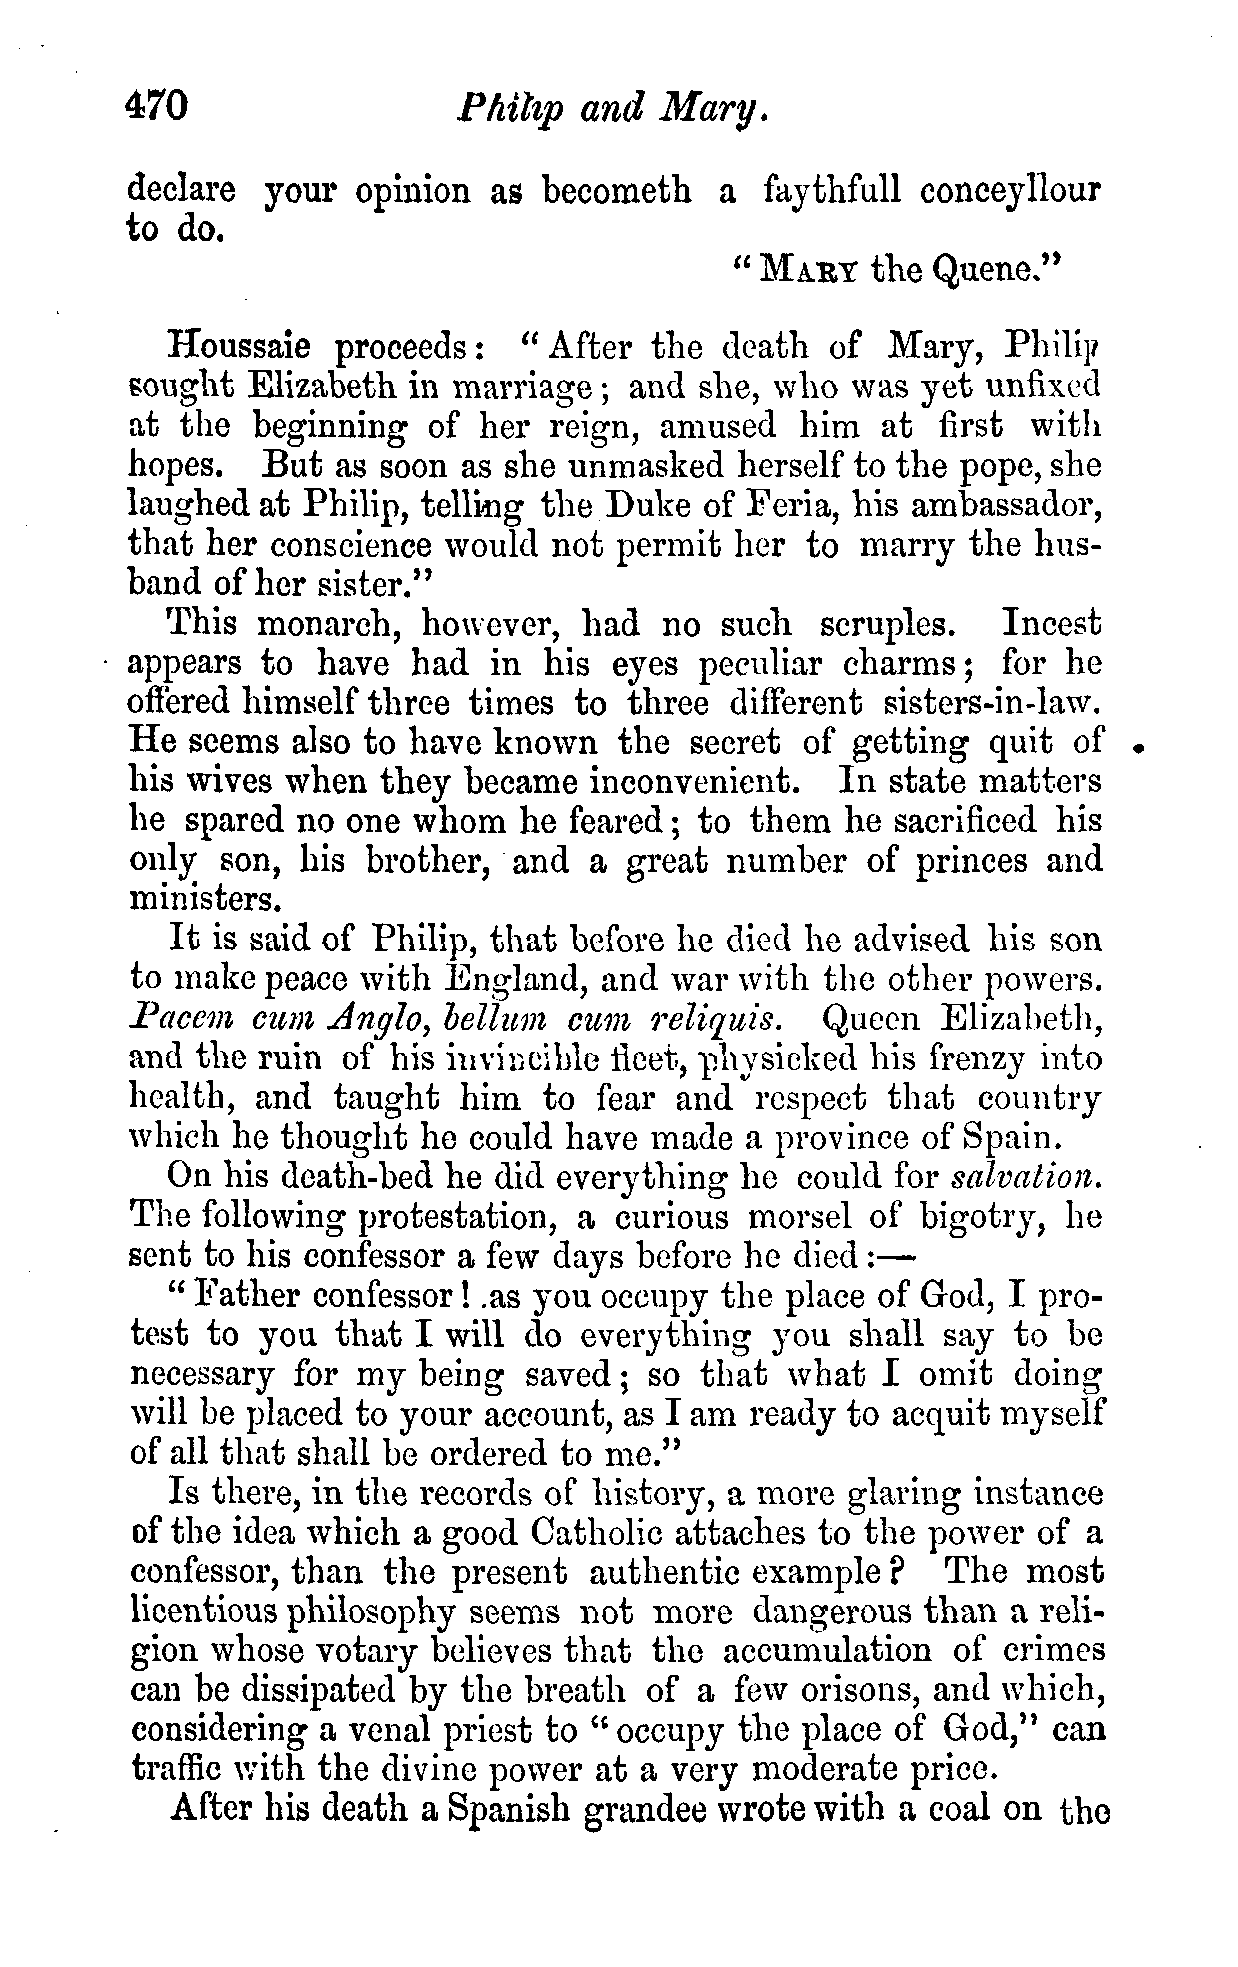 470 Philip and Mary.
declare your opinion as becometh a faythfull conceyllour
to do.
“ MARY the Quene.”
Houssaie proceeds : “ After the death of Mary, Philip
sought Elizabeth in marriage ; and she, who was yet unfixed
at the beginning of her reign, amused him at first with
hopes. But as soon as she unmasked herself to the pope, she
laughed at Philip, telling the Duke of Feria, his ambassador,
that her conscience would not permit her to marry the hus-
band of her sister.”
This monarch, however, had no such scruples. Incest
appears to have had in his eyes peculiar charms ; for he
offered himself three times to three different sisters-in-law.
He seems also to have known the secret of getting quit of
his wives when they became inconvenient. In state matters
he spared no one whom he feared ; to them he sacrificed his
only son, his brother, and a great number of princes and
ministers.
It is said of Philip, that before he died he advised his son
to make peace with England, and war with the other powers.
Pacem cum Anglo, bellum cum reliquis. Queen Elizabeth,
and the ruin of his invincible fleet, physicked his frenzy into
health, and taught him to fear and respect that country
which he thought he could have made a province of Spain.
On his death-bed he did everything he could for salvation.
The following protestation, a curious morsel of bigotry, he
sent to his confessor a few days before he died :—
“ Father confessor ! as you occupy the place of God, I pro-
test to you that I will do everything you shall say to be
necessary for my being saved ; so that what I omit doing
will be placed to your account, as I am ready to acquit myself
of all that shall be ordered to me.”
Is there, in the records of history, a more glaring instance
of the idea which a good Catholic attaches to the power of a
confessor, than the present authentic example ? The most
licentious philosophy seems not more dangerous than a reli-
gion whose votary believes that the accumulation of crimes
can be dissipated by the breath of a few orisons, and which,
considering a venal priest to “ occupy the place of God,” can
traffic with the divine power at a very moderate price.
After his death a Spanish grandee wrote with a coal on the